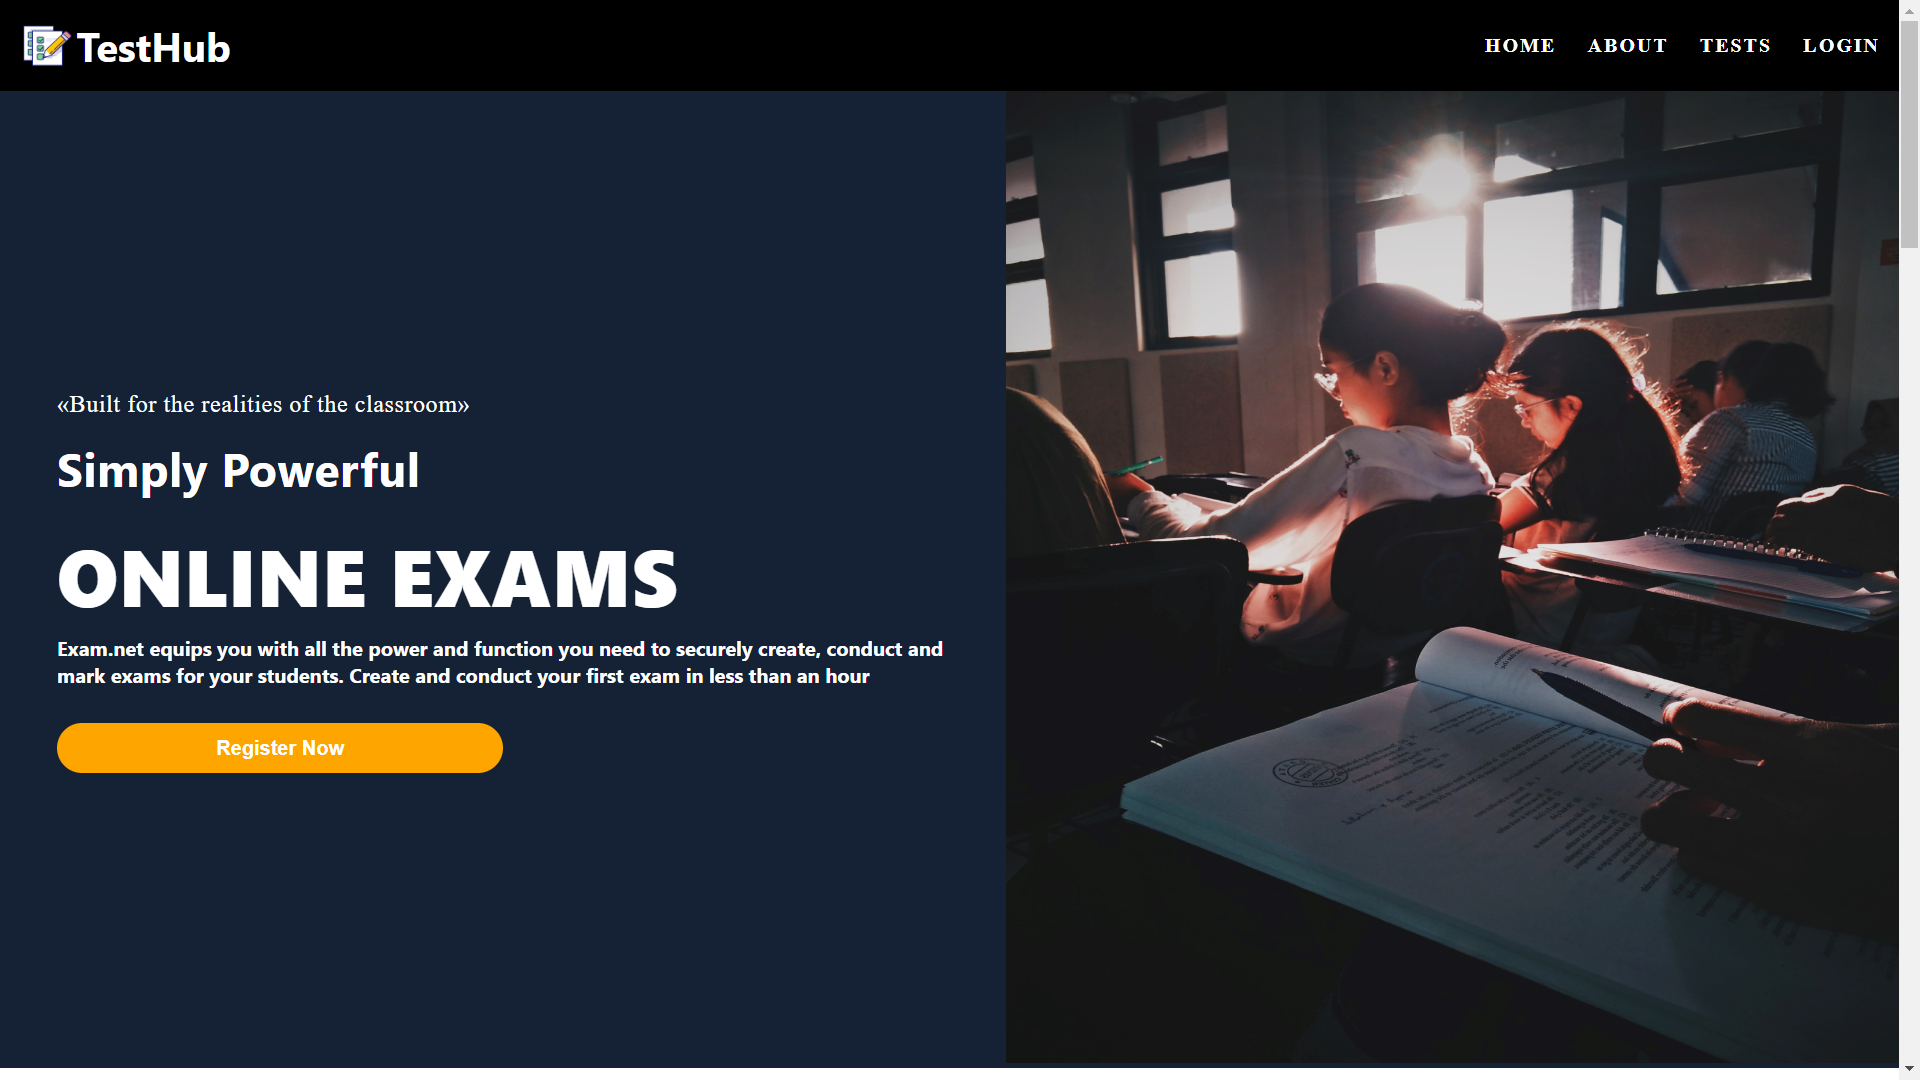 TestHub
HOME ABOUT TESTS LOGIN
«Built for the realities of the classroom»
Simply Powerful
ONLINE EXAMS
Exam.net equips you with all the power and function you need to securely create, conduct and
mark exams for your students. Create and conduct your first exam in less than an hour
Register Now